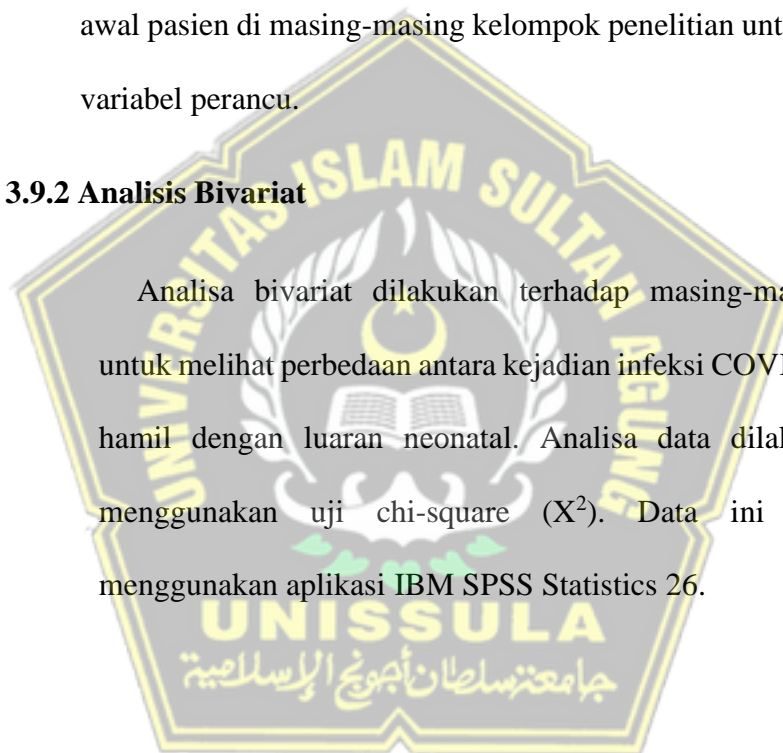 awal pasien di masing-masing kelompok penelitian unt
variabel perancu.
3.9.2 Analisis Bivariat
Analisa bivariat dilakukan terhadap masing-ma
untuk melihat perbedaan antara kejadian infeksi COVI
hamil dengan luaran neonatal. Analisa data dilal
menggunakan uji chi-square (X²). Data ini
menggunakan aplikasi IBM SPSS Statistics 26.
UNIVERSITAS ISLAM SULTAN AGUNG
UNISSULA
جامعة سلطان أجونج الإسلامية